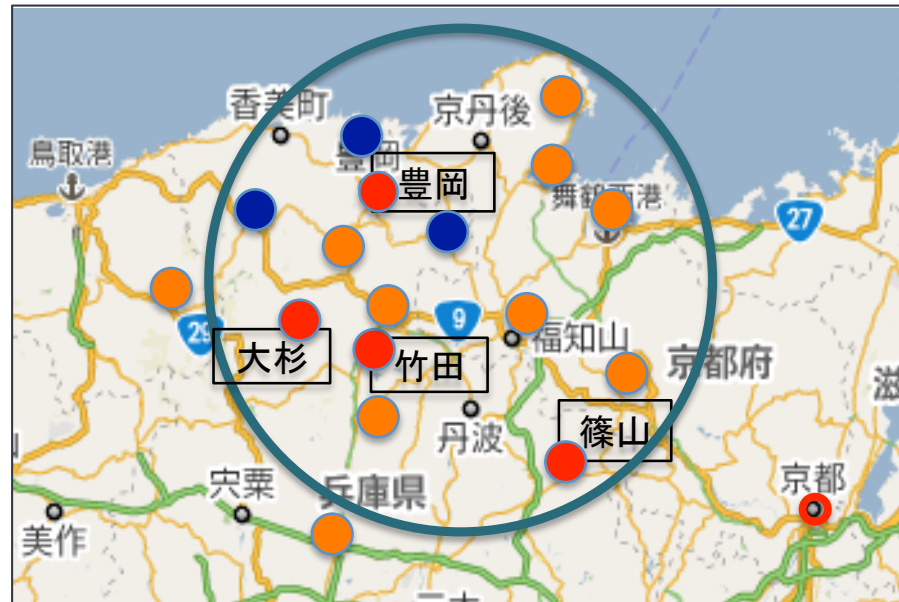 香美町
京丹後
鳥取港
豊岡
豊岡
舞鶴西港
27
29
9
大杉
竹田
福知山
京都府
丹波
篠山
宍粟
兵庫県
京都
美作